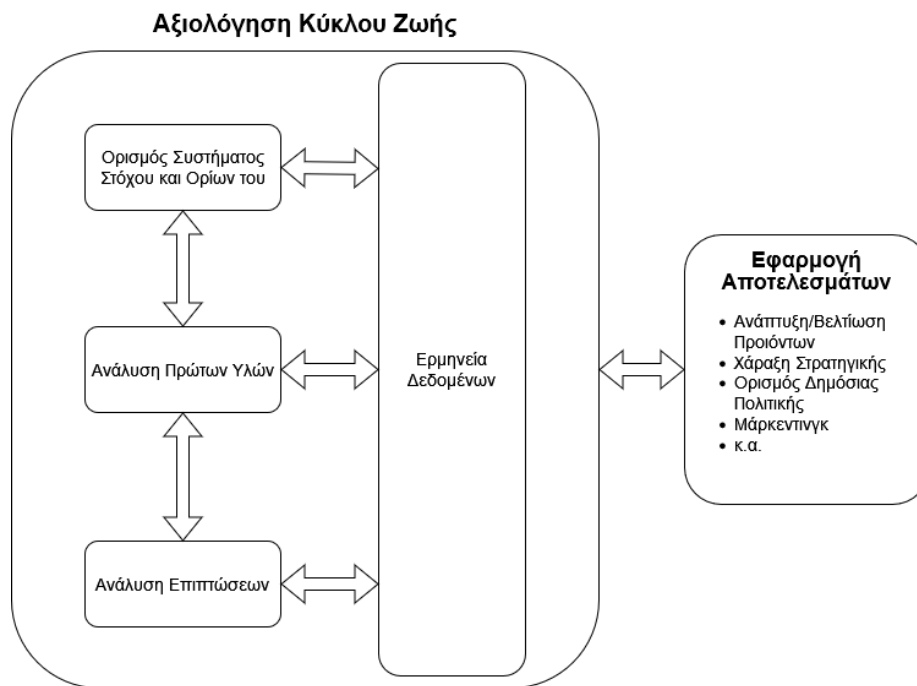 Αξιολόγηση Κύκλου Ζωής
Ορισμός Συστήματος
Στόχου και Ορίων του
Ανάλυση Πρώτων Υλών
Ανάλυση Επιπτώσεων
Ερμηνεία
Δεδομένων
Εφαρμογή
Αποτελεσμάτων
• Ανάπτυξη/Βελτίωση
Προιόντων
• Χάραξη Στρατηγικής
• Ορισμός Δημόσιας
Πολιτικής
• Μάρκεντινγκ
• κ.α.